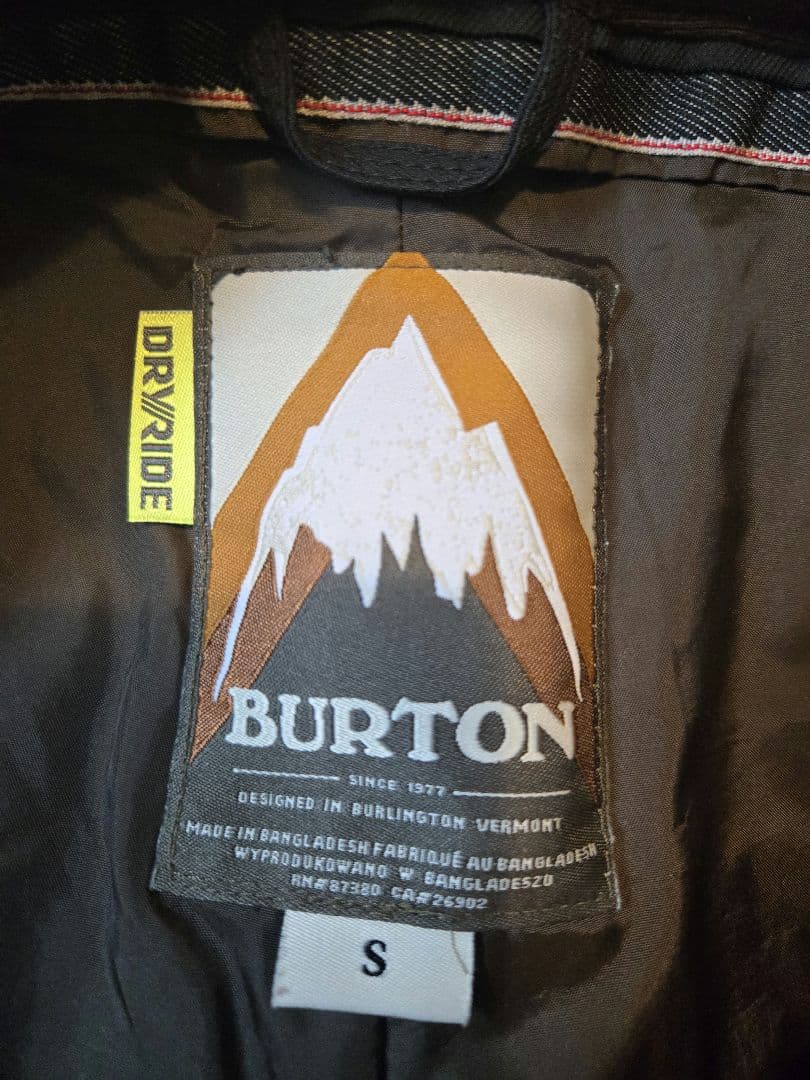 DRY//RIDE
BURTON
SINCE 1977
DESIGNED IN BURLINGTON VERMONT
MADE IN BANGLADESH FABRIQUÉ AU BANGLADESH
WYPRODUKOWANO W BANGLADESZU
RN#87380 CA#26902
S